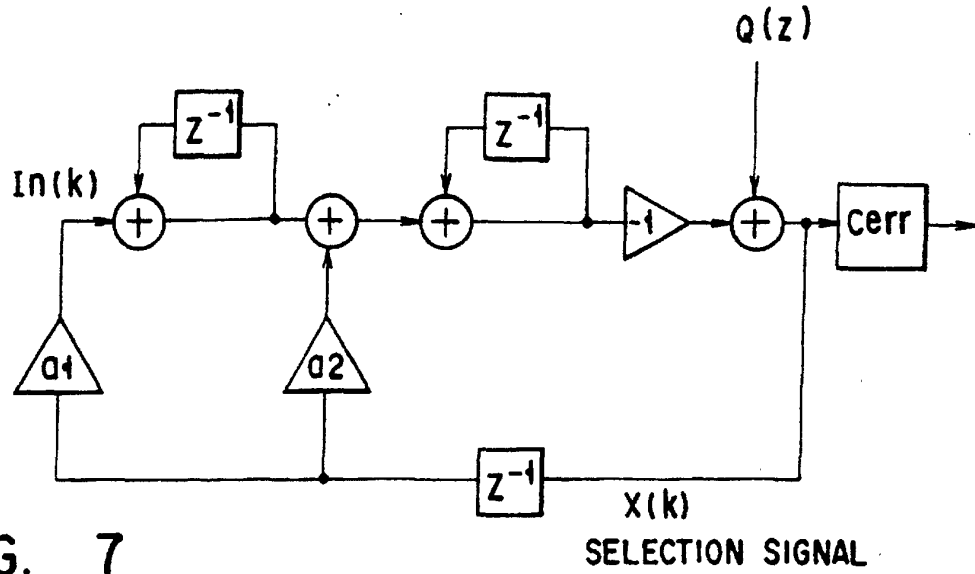 Q(z)
z⁻¹
z⁻¹
In(k)
+
+
+
-1
+
Cerr
a1
a2
z⁻¹
X(k)
SELECTION SIGNAL
G. 7